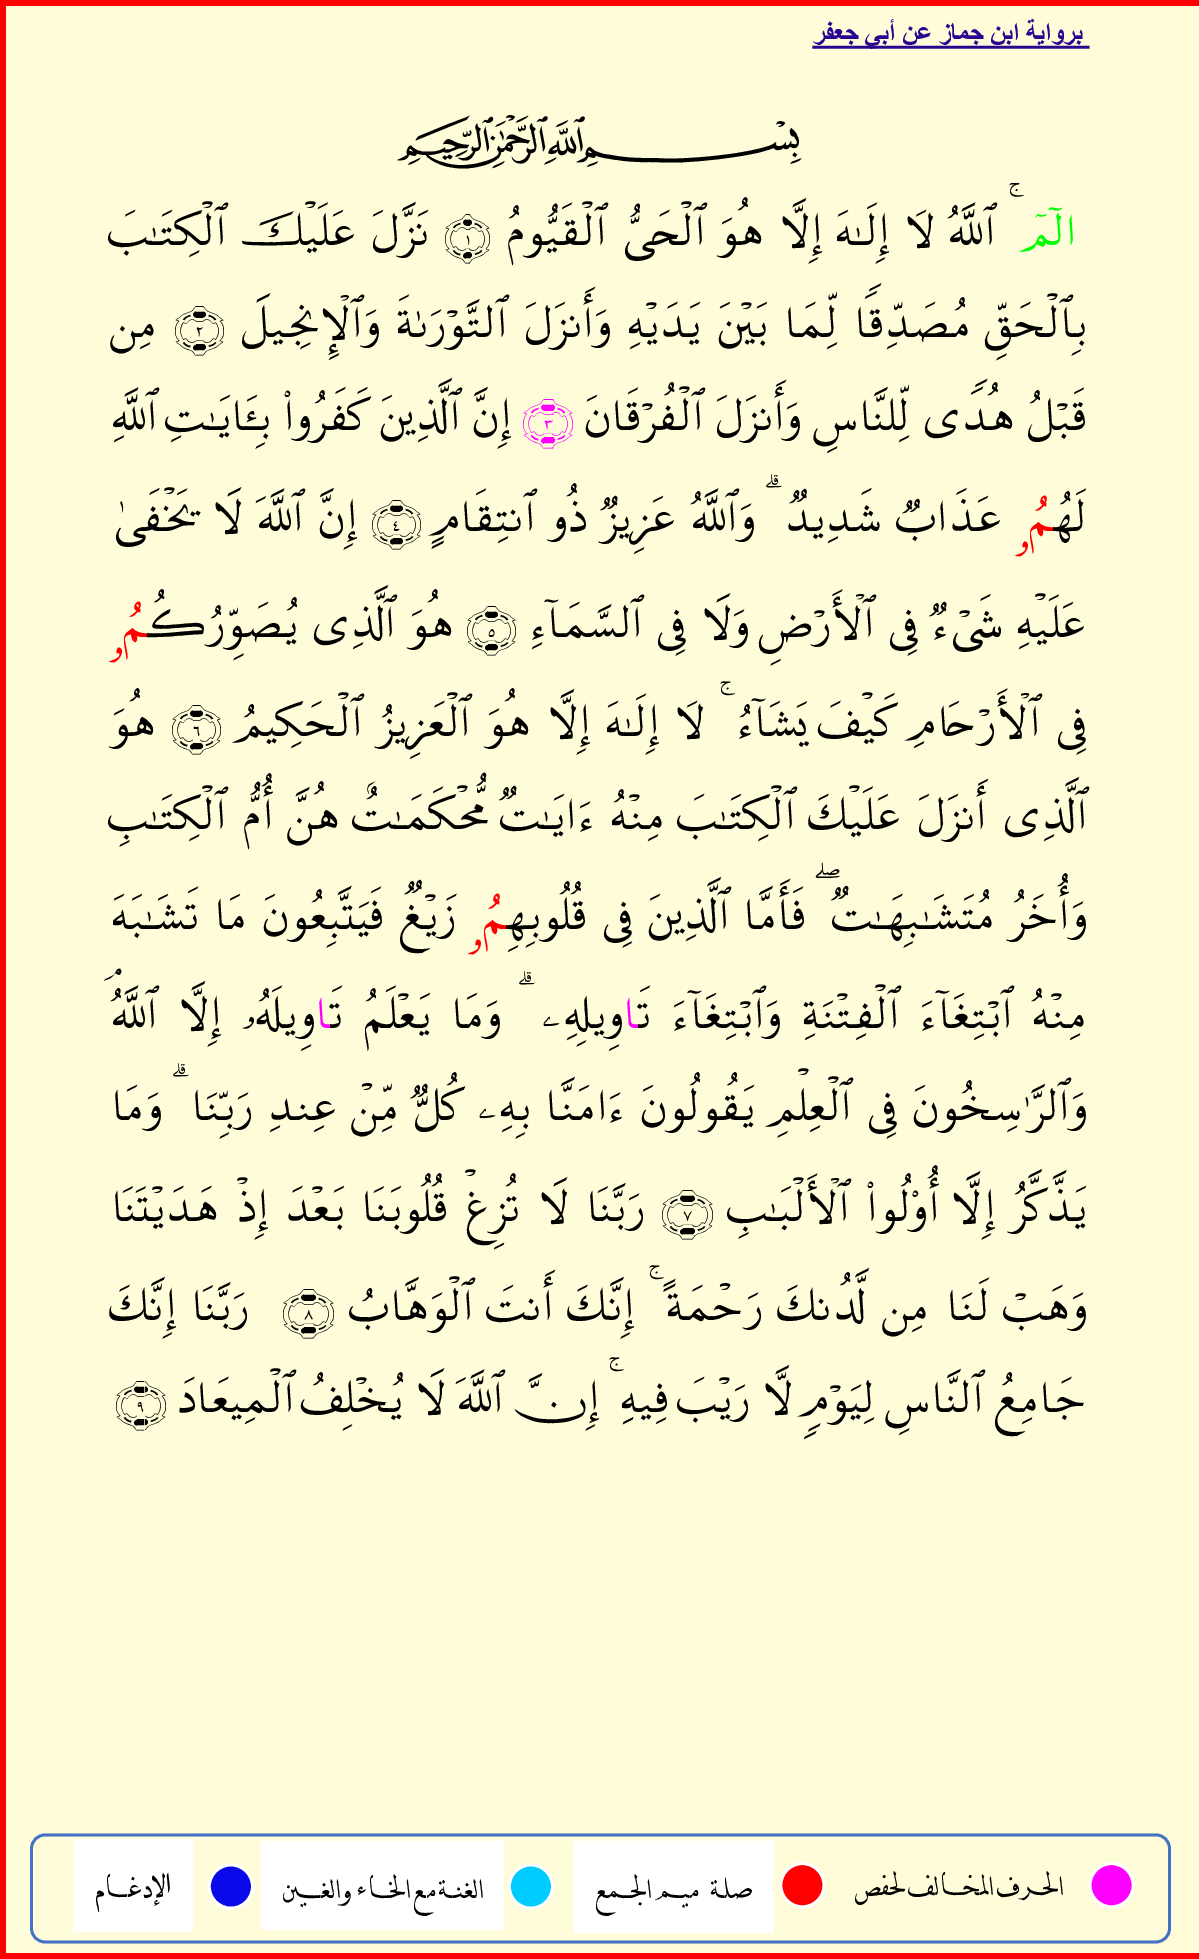 برواية ابن جماز عن أبي جعفر
بِسْمِ ٱللَّهِ ٱلرَّحْمَٰنِ ٱلرَّحِيمِ
الٓمٓ ۚ ٱللَّهُ لَا إِلَـٰهَ إِلَّا هُوَ ٱلْحَىُّ ٱلْقَيُّومُ ١ نَزَّلَ عَلَيْكَ ٱلْكِتَـٰبَ
بِٱلْحَقِّ مُصَدِّقًا لِّمَا بَيْنَ يَدَيْهِ وَأَنزَلَ ٱلتَّوْرَىٰةَ وَٱلْإِنجِيلَ ٢ مِن
قَبْلُ هُدًى لِّلنَّاسِ وَأَنزَلَ ٱلْفُرْقَانَ ٣ إِنَّ ٱلَّذِينَ كَفَرُواْ بِـَٔايَـٰتِ ٱللَّهِ
لَهُمُۥ عَذَابٌ شَدِيدٌ ۗ وَٱللَّهُ عَزِيزٌ ذُو ٱنتِقَامٍ ٤ إِنَّ ٱللَّهَ لَا يَخْفَىٰ
عَلَيْهِ شَىْءٌ فِى ٱلْأَرْضِ وَلَا فِى ٱلسَّمَآءِ ٥ هُوَ ٱلَّذِى يُصَوِّرُكُمُۥ
فِى ٱلْأَرْحَامِ كَيْفَ يَشَآءُ ۚ لَا إِلَـٰهَ إِلَّا هُوَ ٱلْعَزِيزُ ٱلْحَكِيمُ ٦ هُوَ
ٱلَّذِى أَنزَلَ عَلَيْكَ ٱلْكِتَـٰبَ مِنْهُ ءَايَـٰتٌ مُّحْكَمَـٰتٌ هُنَّ أُمُّ ٱلْكِتَـٰبِ
وَأُخَرُ مُتَشَـٰبِهَـٰتٌ ۖ فَأَمَّا ٱلَّذِينَ فِى قُلُوبِهِمُۥ زَيْغٌ فَيَتَّبِعُونَ مَا تَشَـٰبَهَ
مِنْهُ ٱبْتِغَآءَ ٱلْفِتْنَةِ وَٱبْتِغَآءَ تَاوِيلِهِۦ ۗ وَمَا يَعْلَمُ تَاوِيلَهُۥ إِلَّا ٱللَّهُ ۘ
وَٱلرَّٰسِخُونَ فِى ٱلْعِلْمِ يَقُولُونَ ءَامَنَّا بِهِۦ كُلٌّ مِّنْ عِندِ رَبِّنَا ۗ وَمَا
يَذَّكَّرُ إِلَّا أُوْلُواْ ٱلْأَلْبَـٰبِ ٧ رَبَّنَا لَا تُزِغْ قُلُوبَنَا بَعْدَ إِذْ هَدَيْتَنَا
وَهَبْ لَنَا مِن لَّدُنكَ رَحْمَةً ۚ إِنَّكَ أَنتَ ٱلْوَهَّابُ ٨ رَبَّنَا إِنَّكَ
جَامِعُ ٱلنَّاسِ لِيَوْمٍ لَّا رَيْبَ فِيهِ ۚ إِنَّ ٱللَّهَ لَا يُخْلِفُ ٱلْمِيعَادَ ٩
الحرف المخالف لحفص صلة ميم الجمع الغنة مع الخاء والغين الإدغام